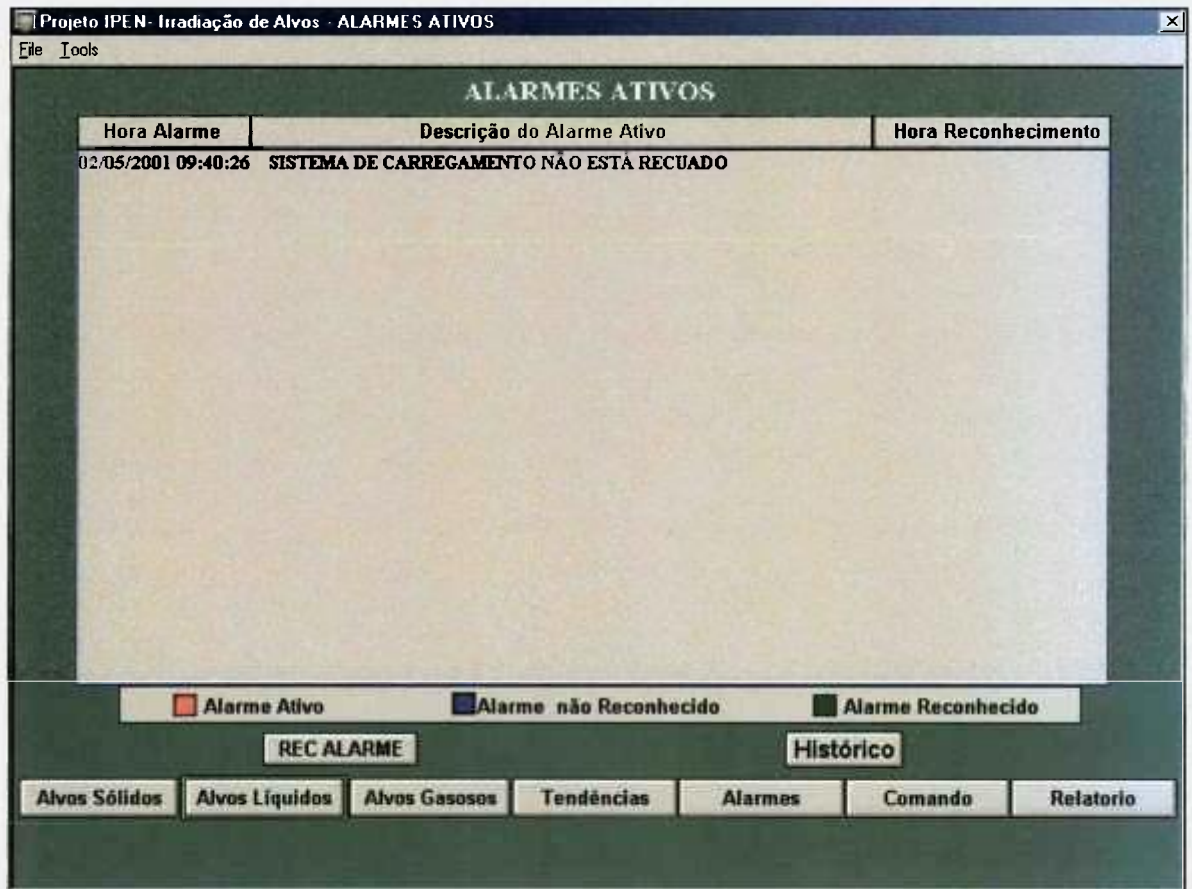 Projeto IPEN- Irradiação de Alvos - ALARMES ATIVOS
File Tools
ALARMES ATIVOS
Hora Alarme Descrição do Alarme Ativo Hora Reconhecimento
02/05/2001 09:40:26 SISTEMA DE CARREGAMENTO NÃO ESTÁ RECUADO
Alarme Ativo Alarme não Reconhecido Alarme Reconhecido
REC ALARME Histórico
Alvos Sólidos Alvos Líquidos Alvos Gasosos Tendências Alarmes Comando Relatorio